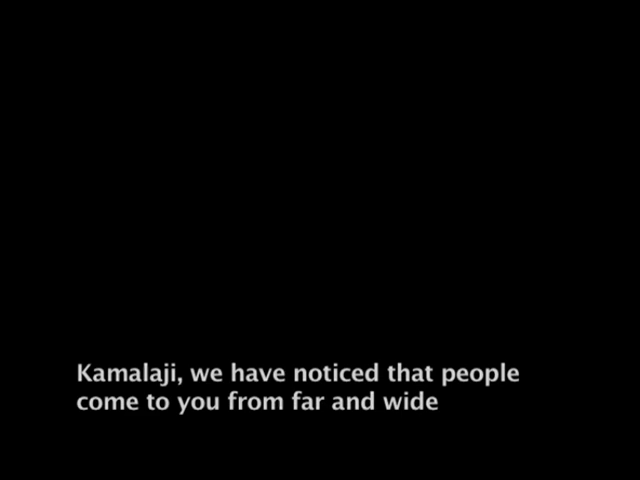 Kamalaji, we have noticed that people
come to you from far and wide